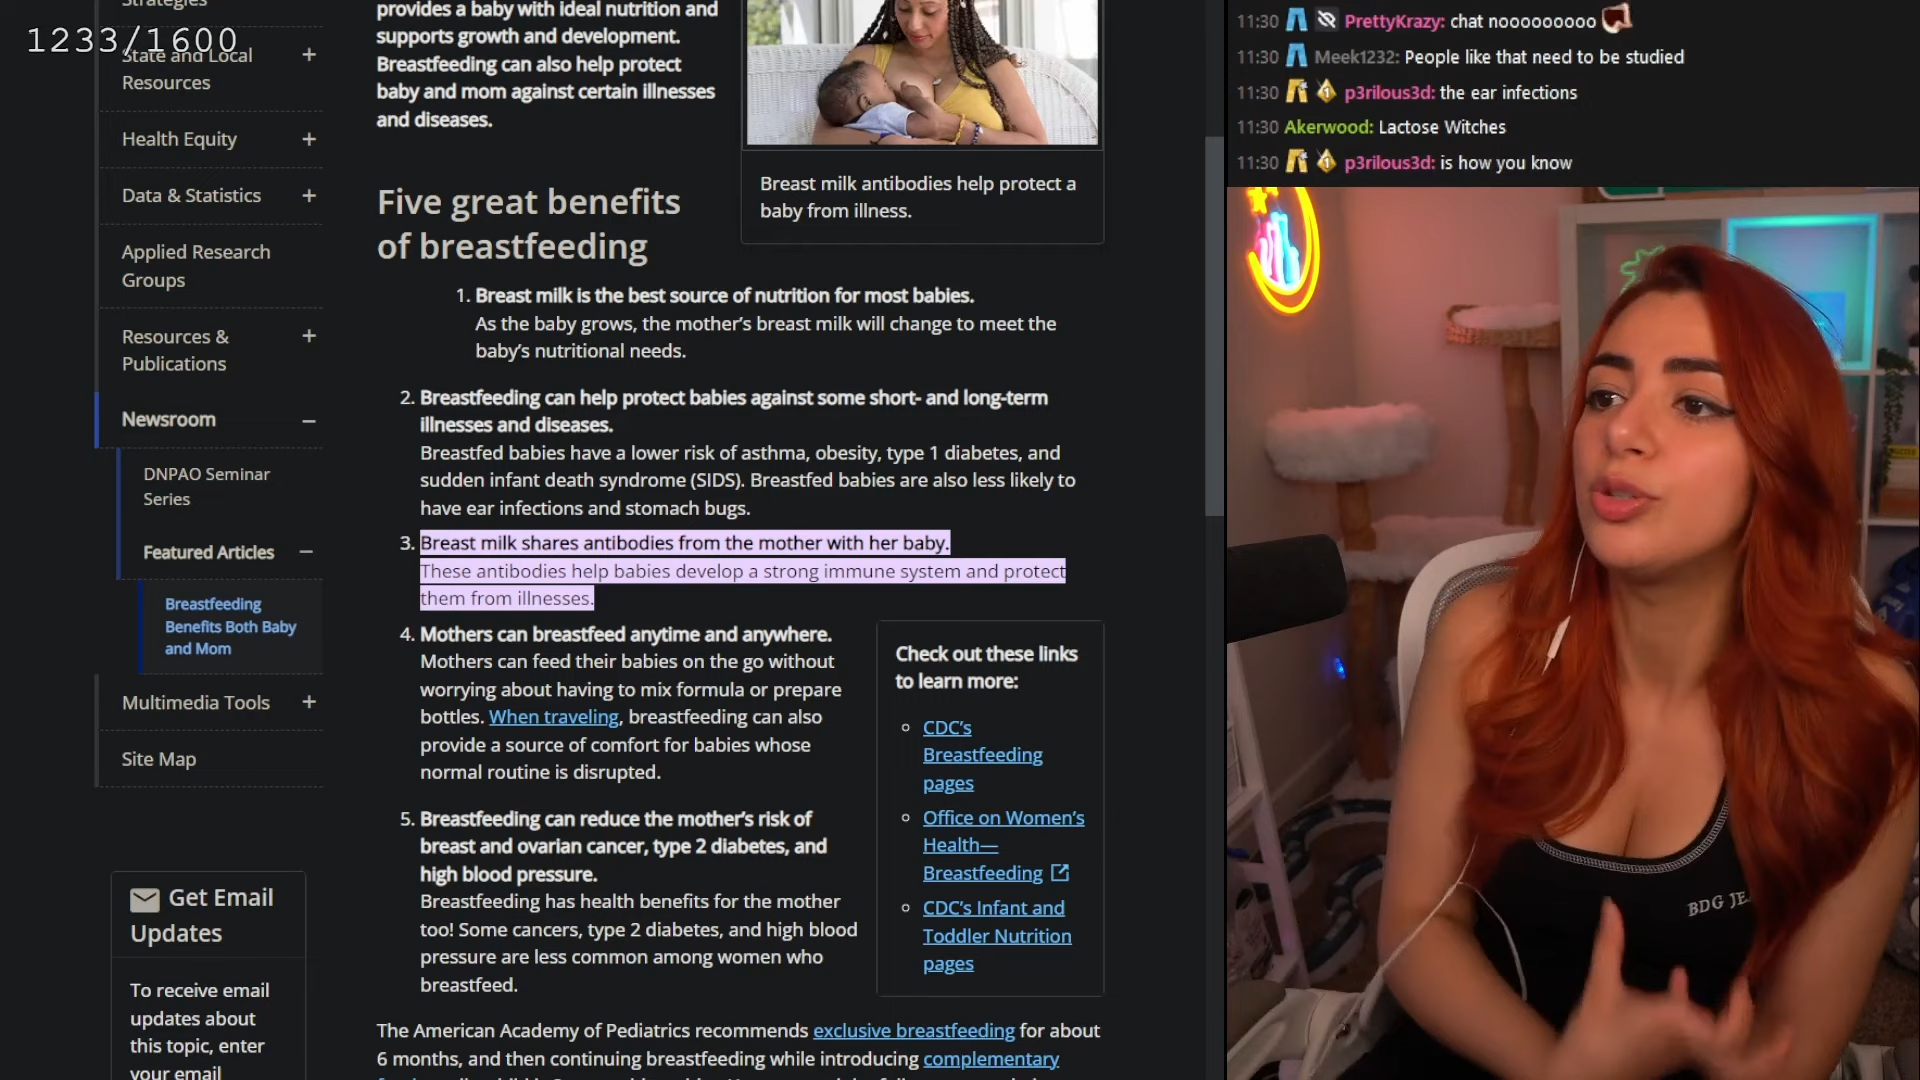 Strategies
1233/1600
State and Local
Resources
Health Equity
Data & Statistics
Applied Research
Groups
Resources &
Publications
Newsroom
DNPAO Seminar
Series
Featured Articles
Breastfeeding
Benefits Both Baby
and Mom
Multimedia Tools
Site Map
Get Email
Updates
To receive email
updates about
this topic, enter
your email
provides a baby with ideal nutrition and
supports growth and development.
Breastfeeding can also help protect
baby and mom against certain illnesses
and diseases.
Breast milk antibodies help protect a
baby from illness.
Five great benefits
of breastfeeding
1. Breast milk is the best source of nutrition for most babies.
As the baby grows, the mother’s breast milk will change to meet the
baby’s nutritional needs.
2. Breastfeeding can help protect babies against some short- and long-term
illnesses and diseases.
Breastfed babies have a lower risk of asthma, obesity, type 1 diabetes, and
sudden infant death syndrome (SIDS). Breastfed babies are also less likely to
have ear infections and stomach bugs.
3. Breast milk shares antibodies from the mother with her baby.
These antibodies help babies develop a strong immune system and protect
them from illnesses.
4. Mothers can breastfeed anytime and anywhere.
Mothers can feed their babies on the go without
worrying about having to mix formula or prepare
bottles. When traveling, breastfeeding can also
provide a source of comfort for babies whose
normal routine is disrupted.
5. Breastfeeding can reduce the mother’s risk of
breast and ovarian cancer, type 2 diabetes, and
high blood pressure.
Breastfeeding has health benefits for the mother
too! Some cancers, type 2 diabetes, and high blood
pressure are less common among women who
breastfeed.
Check out these links
to learn more:
CDC’s
Breastfeeding
pages
Office on Women’s
Health—
Breastfeeding
CDC’s Infant and
Toddler Nutrition
pages
The American Academy of Pediatrics recommends exclusive breastfeeding for about
6 months, and then continuing breastfeeding while introducing complementary
11:30 PrettyKrazy: chat nooooooooo
11:30 Meek1232: People like that need to be studied
11:30 p3rilous3d: the ear infections
11:30 Akerwood: Lactose Witches
11:30 p3rilous3d: is how you know
BDG JE